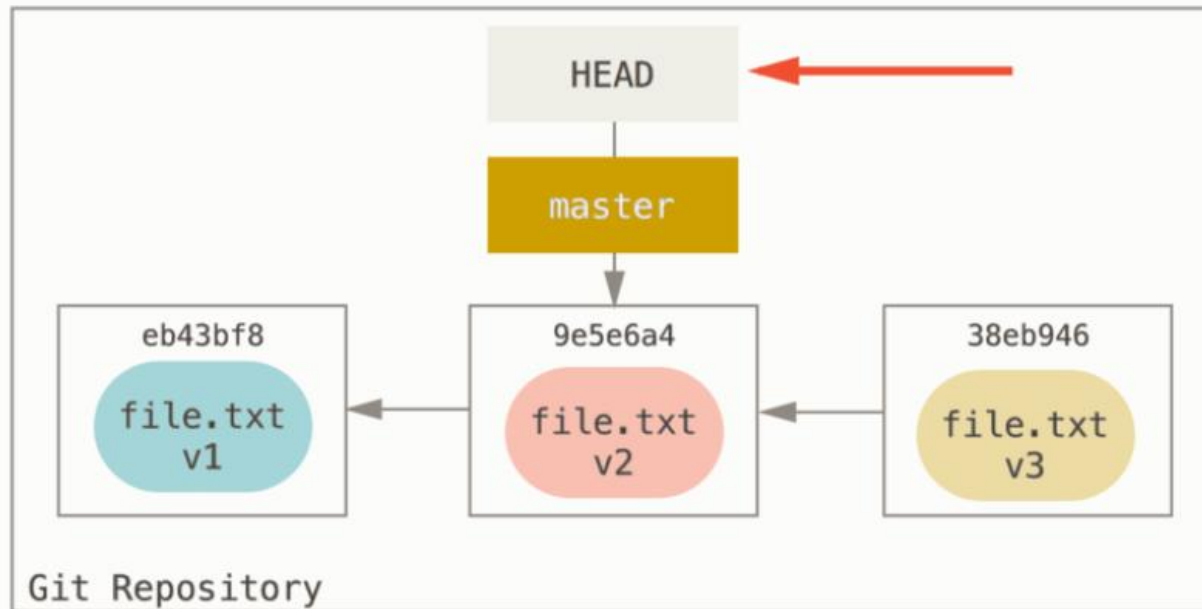 HEAD
master
eb43bf8
file.txt
v1
9e5e6a4
file.txt
v2
38eb946
file.txt
v3
Git Repository